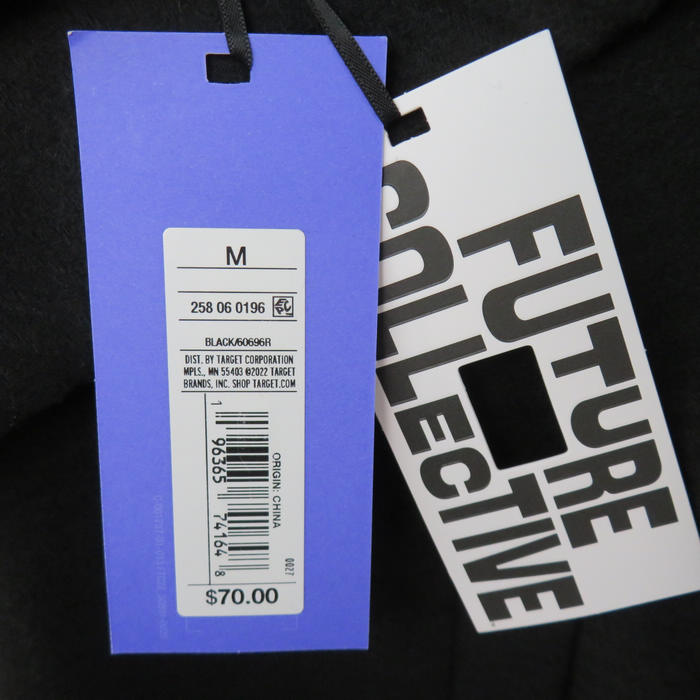 M
258 06 0196
EPC
BLACK/60696R
DIST. BY TARGET CORPORATION
MPLS., MN 55403 ©2022 TARGET
BRANDS, INC. SHOP TARGET.COM
1 96365 74164 8
ORIGIN: CHINA
0027
$70.00
FUTURE
COLLECTIVE